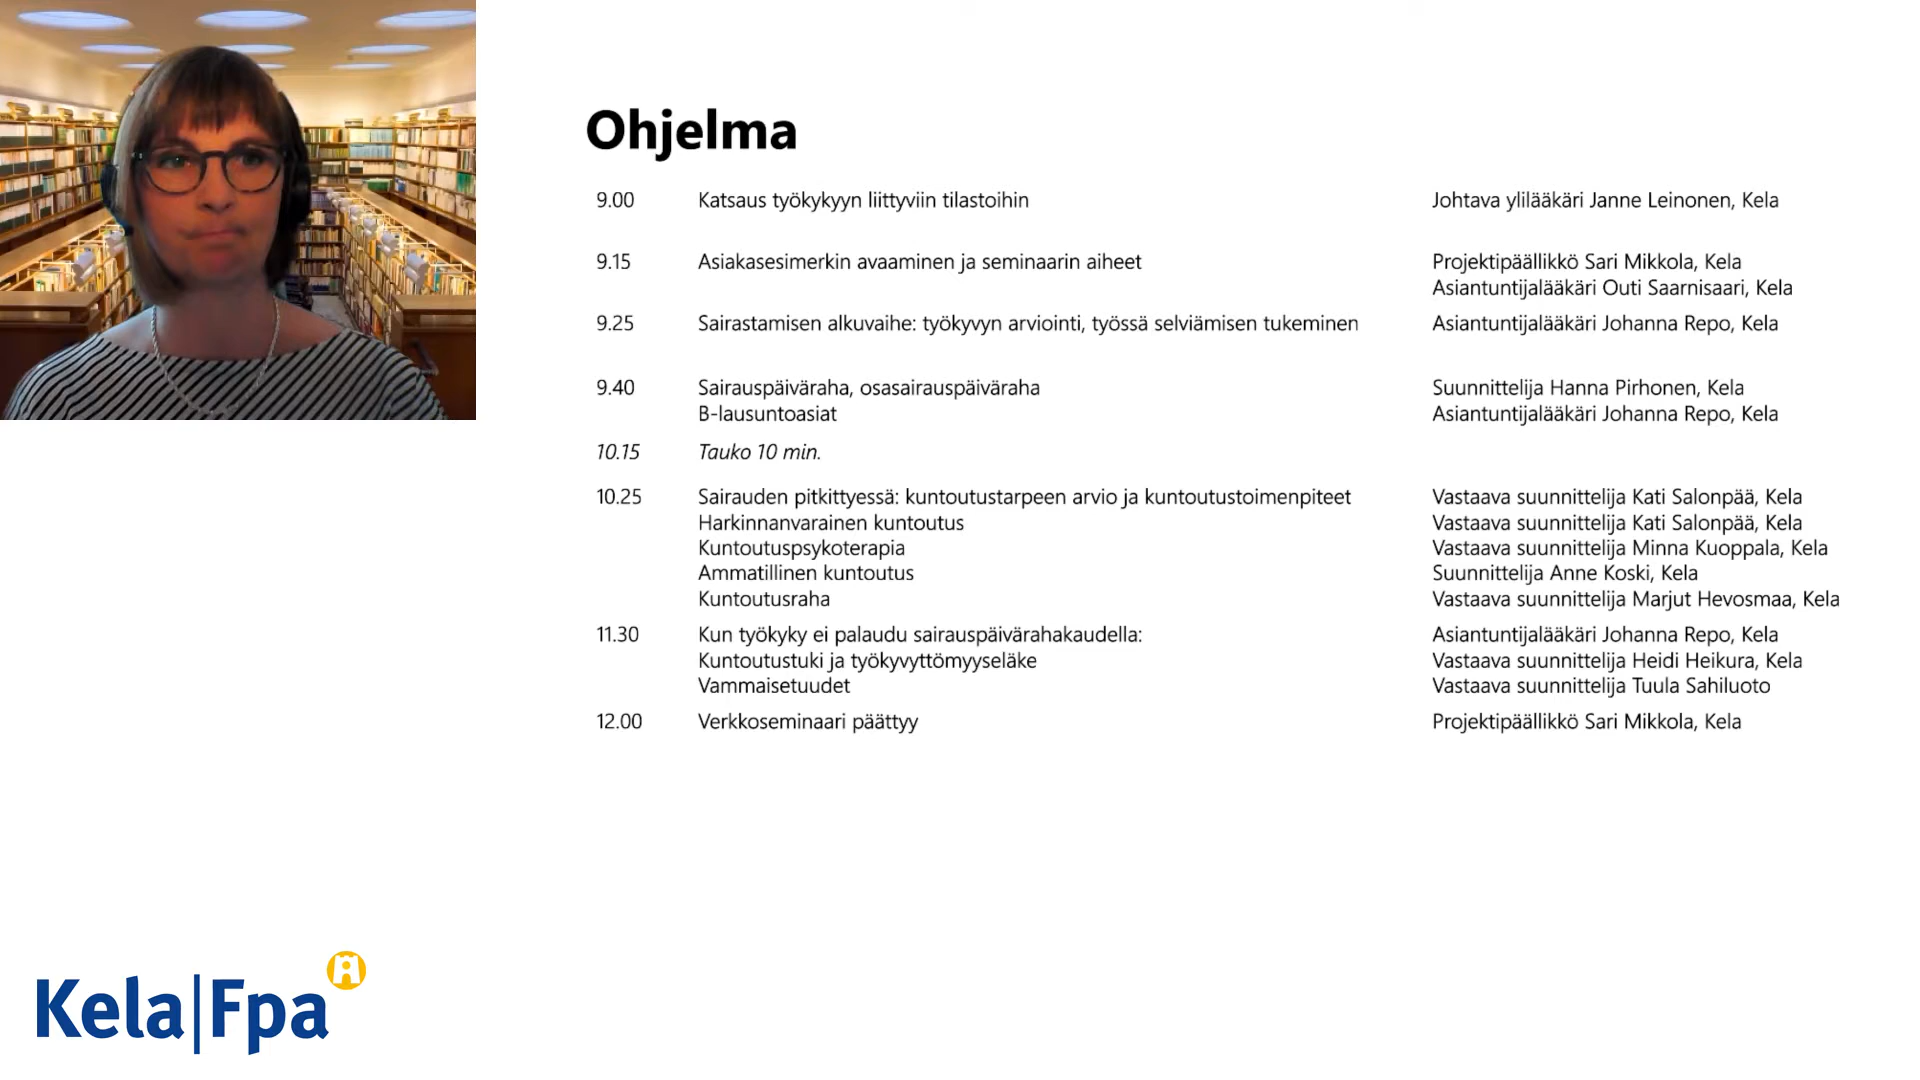 Ohjelma
9.00 Katsaus työkykyyn liittyviin tilastoihin Johtava ylilääkäri Janne Leinonen, Kela
9.15 Asiakasesimerkin avaaminen ja seminaarin aiheet Projektipäällikkö Sari Mikkola, Kela
Asiantuntijalääkäri Outi Saarnisaari, Kela
9.25 Sairastamisen alkuvaihe: työkyvyn arviointi, työssä selviämisen tukeminen Asiantuntijalääkäri Johanna Repo, Kela
9.40 Sairauspäiväraha, osasairauspäiväraha Suunnittelija Hanna Pirhonen, Kela
B-lausuntoasiat Asiantuntijalääkäri Johanna Repo, Kela
10.15 Tauko 10 min.
10.25 Sairauden pitkittyessä: kuntoutustarpeen arvio ja kuntoutustoimenpiteet Vastaava suunnittelija Kati Salonpää, Kela
Harkinnanvarainen kuntoutus Vastaava suunnittelija Kati Salonpää, Kela
Kuntoutuspsykoterapia Vastaava suunnittelija Minna Kuoppala, Kela
Ammatillinen kuntoutus Suunnittelija Anne Koski, Kela
Kuntoutusraha Vastaava suunnittelija Marjut Hevosmaa, Kela
11.30 Kun työkyky ei palaudu sairauspäivärahakaudella: Asiantuntijalääkäri Johanna Repo, Kela
Kuntoutustuki ja työkyvyttömyyseläke Vastaava suunnittelija Heidi Heikura, Kela
Vammaisetuudet Vastaava suunnittelija Tuula Sahiluoto
12.00 Verkkoseminaari päättyy Projektipäällikkö Sari Mikkola, Kela
Kela|Fpa